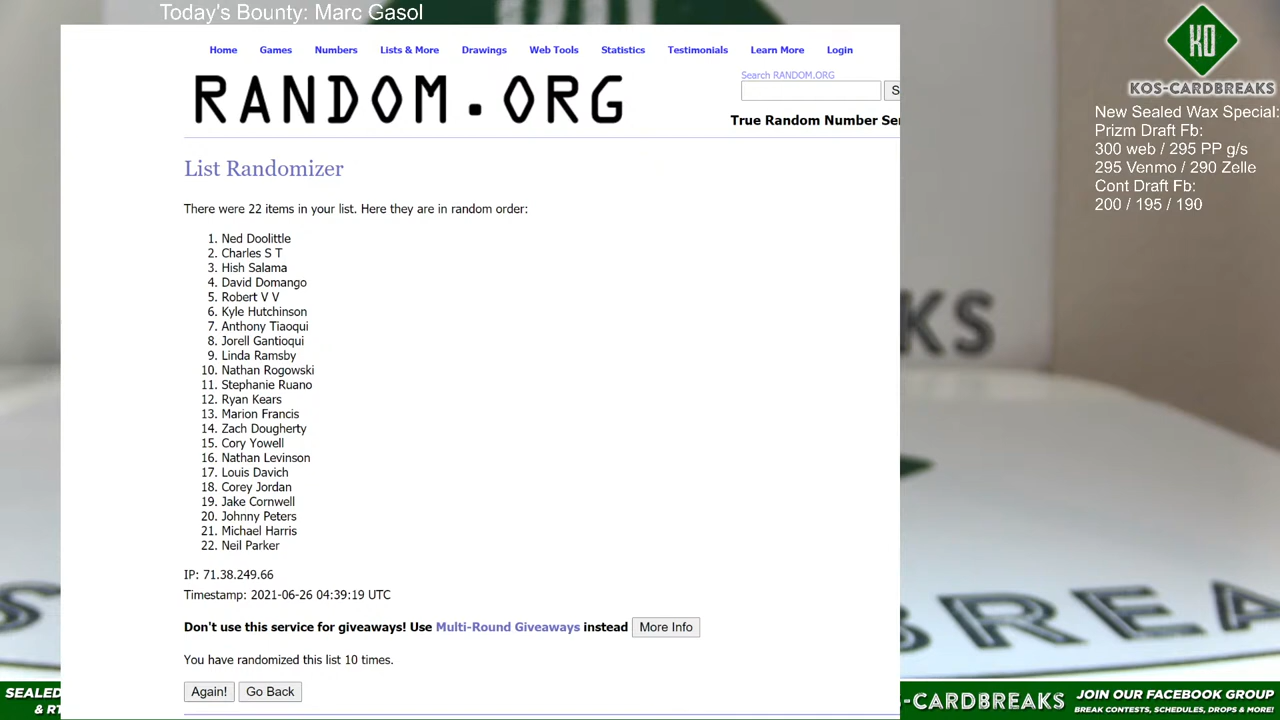 Today's Bounty: Marc Gasol
Home Games Numbers Lists & More Drawings Web Tools Statistics Testimonials Learn More Login
Search RANDOM.ORG
RANDOM.ORG
True Random Number
List Randomizer
There were 22 items in your list. Here they are in random order:
1. Ned Doolittle
2. Charles S T
3. Hish Salama
4. David Domango
5. Robert V V
6. Kyle Hutchinson
7. Anthony Tiaoqui
8. Jorell Gantioqui
9. Linda Ramsby
10. Nathan Rogowski
11. Stephanie Ruano
12. Ryan Kears
13. Marion Francis
14. Zach Dougherty
15. Cory Yowell
16. Nathan Levinson
17. Louis Davich
18. Corey Jordan
19. Jake Cornwell
20. Johnny Peters
21. Michael Harris
22. Neil Parker
IP: 71.38.249.66
Timestamp: 2021-06-26 04:39:19 UTC
Don't use this service for giveaways! Use Multi-Round Giveaways instead More Info
You have randomized this list 10 times.
Again! Go Back
KO
KOS-CARDBREAKS
New Sealed Wax Special:
Prizm Draft Fb:
300 web / 295 PP g/s
295 Venmo / 290 Zelle
Cont Draft Fb:
200 / 195 / 190
KS
BREA
SEALED
& R
-CARDBREAKS
JOIN OUR FACEBOOK GROUP
BREAK CONTESTS, SCHEDULES, DROPS & MORE!